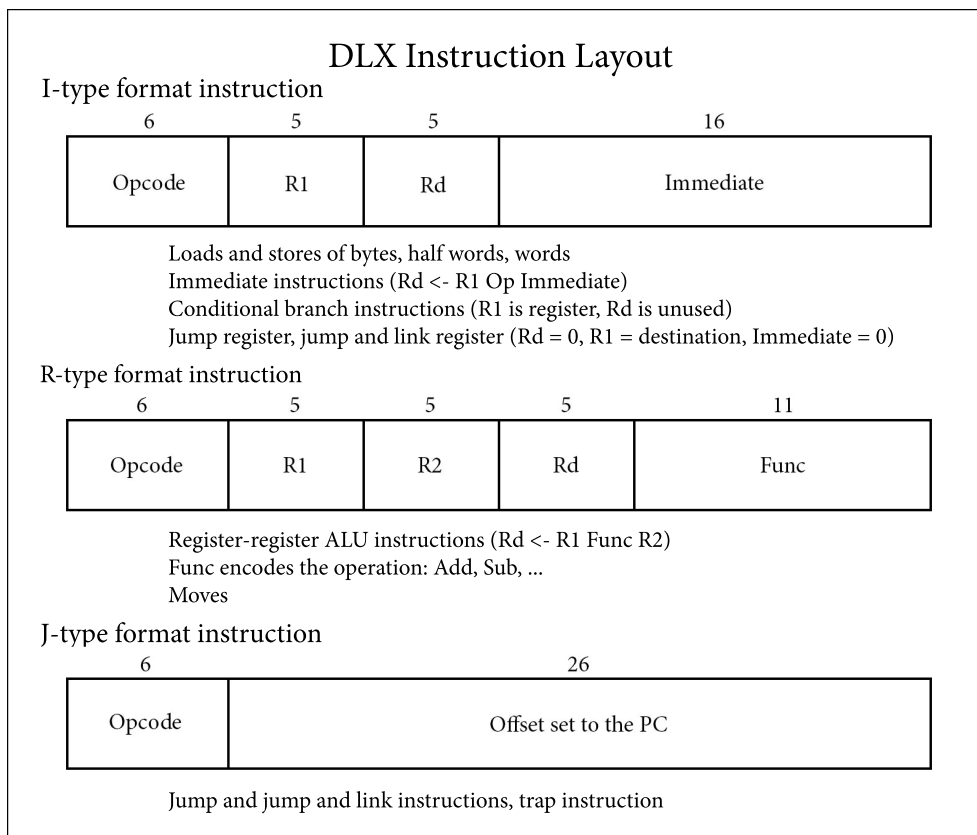 DLX Instruction Layout
I-type format instruction
6 5 5 16
Opcode R1 Rd Immediate
Loads and stores of bytes, half words, words
Immediate instructions (Rd <- R1 Op Immediate)
Conditional branch instructions (R1 is register, Rd is unused)
Jump register, jump and link register (Rd = 0, R1 = destination, Immediate = 0)
R-type format instruction
6 5 5 5 11
Opcode R1 R2 Rd Func
Register-register ALU instructions (Rd <- R1 Func R2)
Func encodes the operation: Add, Sub, ...
Moves
J-type format instruction
6 26
Opcode Offset set to the PC
Jump and jump and link instructions, trap instruction